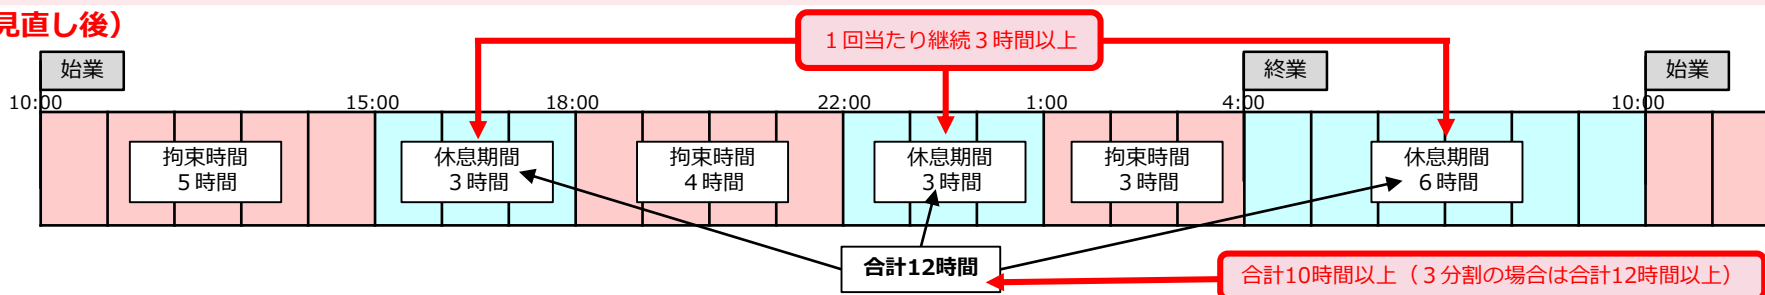 見直し後）
１回当たり継続３時間以上
始業
終業
始業
10:00
15:00
18:00
22:00
1:00
4:00
10:00
拘束時間
５時間
休息期間
３時間
拘束時間
４時間
休息期間
３時間
拘束時間
３時間
休息期間
６時間
合計12時間
合計10時間以上（３分割の場合は合計12時間以上）